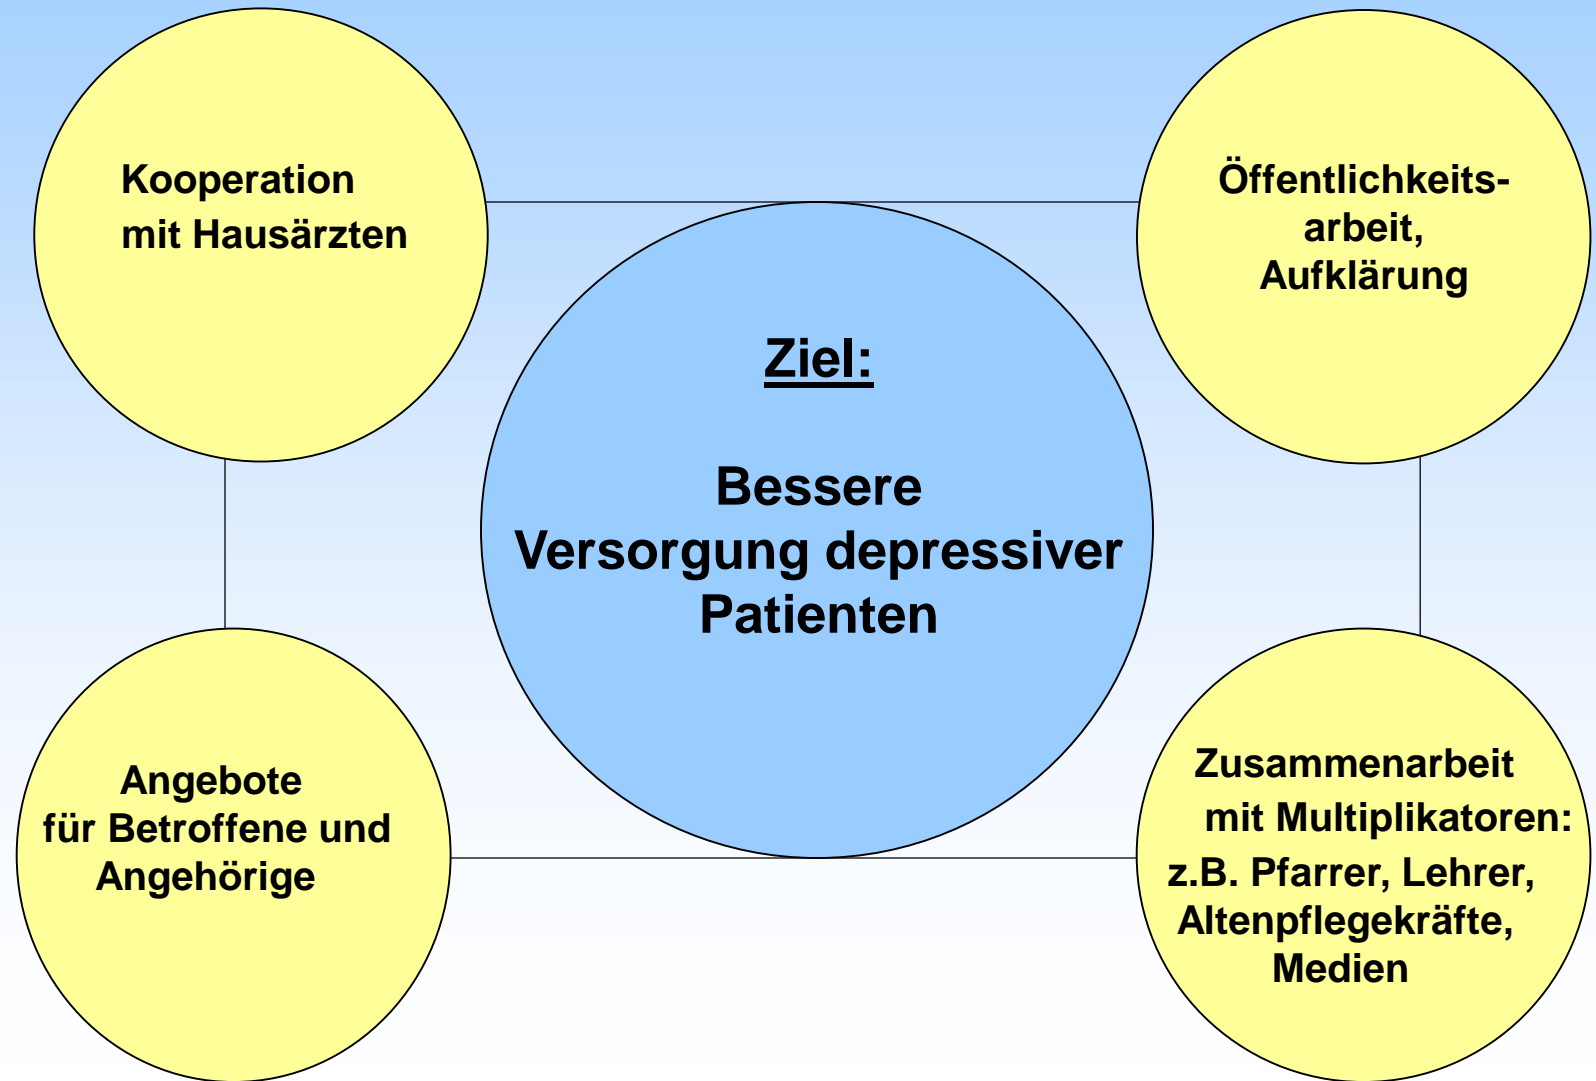 Kooperation
mit Hausärzten
Öffentlichkeits-
arbeit,
Aufklärung
Ziel:
Bessere
Versorgung depressiver
Patienten
Angebote
für Betroffene und
Angehörige
Zusammenarbeit
mit Multiplikatoren:
z.B. Pfarrer, Lehrer,
Altenpflegekräfte,
Medien